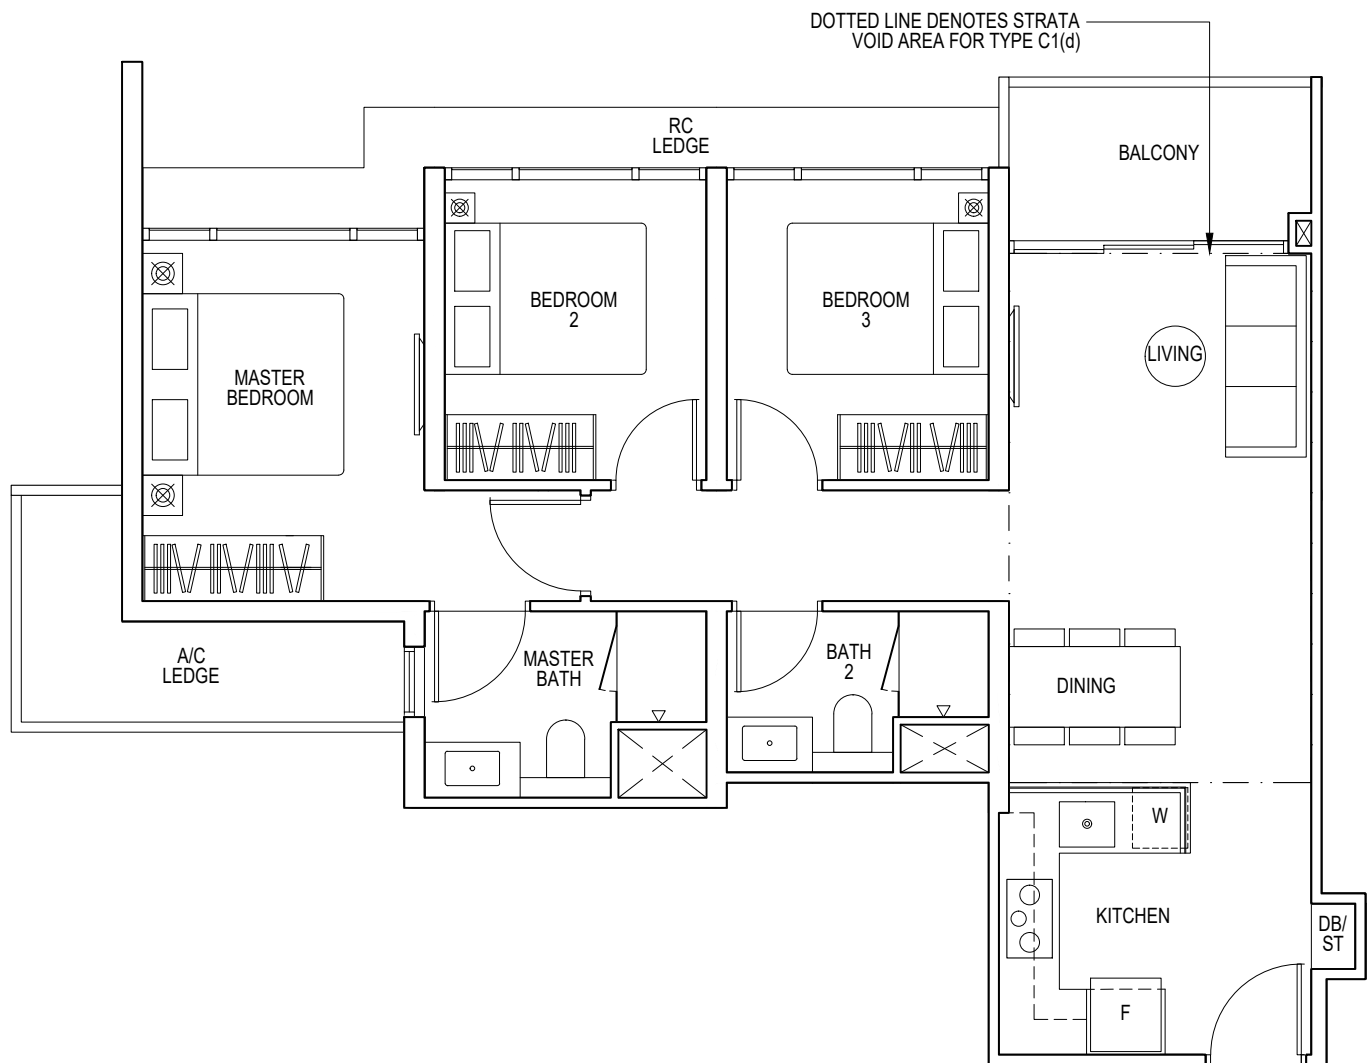 DOTTED LINE DENOTES STRATA
VOID AREA FOR TYPE C1(d)
RC
LEDGE
BALCONY
BEDROOM
2
BEDROOM
3
LIVING
MASTER
BEDROOM
A/C
LEDGE
MASTER
BATH
BATH
2
DINING
W
KITCHEN
DB/
ST
F